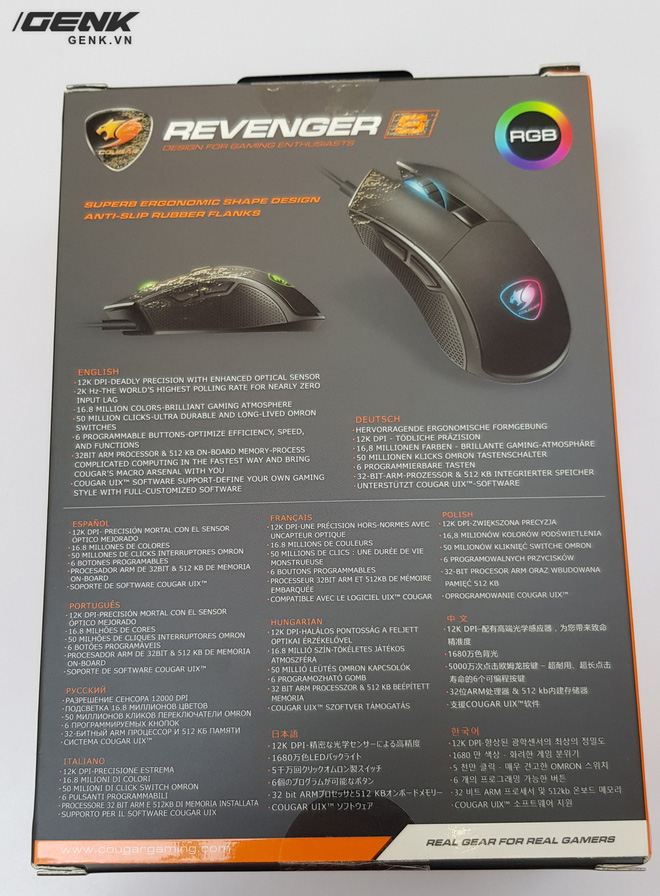 /GENK
GENK.VN
COUGAR
REVENGER S
DESIGN FOR GAMING ENTHUSIASTS
RGB
SUPERB ERGONOMIC SHAPE DESIGN
ANTI-SLIP RUBBER FLANKS
COUGAR
ENGLISH
·12K DPI-DEADLY PRECISION WITH ENHANCED OPTICAL SENSOR
·2K Hz-THE WORLD'S HIGHEST POLLING RATE FOR NEARLY ZERO
INPUT LAG
·16.8 MILLION COLORS-BRILLIANT GAMING ATMOSPHERE
·50 MILLION CLICKS-ULTRA DURABLE AND LONG-LIVED OMRON
SWITCHES
·6 PROGRAMMABLE BUTTONS-OPTIMIZE EFFICIENCY, SPEED,
AND FUNCTIONS
·32BIT ARM PROCESSOR & 512 KB ON-BOARD MEMORY-PROCESS
COMPLICATED COMPUTING IN THE FASTEST WAY AND BRING
COUGAR'S MACRO ARSENAL WITH YOU
·COUGAR UIX™ SOFTWARE SUPPORT-DEFINE YOUR OWN GAMING
STYLE WITH FULL-CUSTOMIZED SOFTWARE
DEUTSCH
·HERVORRAGENDE ERGONOMISCHE FORMGEBUNG
·12K DPI - TÖDLICHE PRÄZISION
·16,8 MILLIONEN FARBEN - BRILLANTE GAMING-ATMOSPHÄRE
·50 MILLIONEN KLICKS OMRON TASTENSCHALTER
·6 PROGRAMMIERBARE TASTEN
·32-BIT-ARM-PROZESSOR & 512 KB INTEGRIERTER SPEICHER
·UNTERSTÜTZT COUGAR UIX™-SOFTWARE
ESPAÑOL
·12K DPI- PRECISIÓN MORTAL CON EL SENSOR
ÓPTICO MEJORADO
·16.8 MILLONES DE COLORES
·50 MILLONES DE CLICKS INTERRUPTORES OMRON
·6 BOTONES PROGRAMABLES
·PROCESADOR ARM DE 32BIT & 512 KB DE MEMORIA
ON-BOARD
·SOPORTE DE SOFTWARE COUGAR UIX™
PORTUGUÊS
·12K DPI-PRECISIÓN MORTAL CON EL SENSOR
ÓPTICO MEJORADO
·16.8 MILHÕES DE CORES
·50 MILHÕES DE CLIQUES INTERRUPTORES OMRON
·6 BOTÕES PROGRAMÁVEIS
·PROCESADOR ARM DE 32BIT & 512 KB DE MEMORIA
ON-BOARD
·SOPORTE DE SOFTWARE COUGAR UIX™
РУССКИЙ
·РАЗРЕШЕНИЕ СЕНСОРА 12000 DPI
·ПОДСВЕТКА 16.8 МИЛЛИОНОВ ЦВЕТОВ
·50 МИЛЛИОНОВ КЛИКОВ ПЕРЕКЛЮЧАТЕЛИ OMRON
·6 ПРОГРАММИРУЕМЫХ КНОПОК
·32-БИТНЫЙ ARM ПРОЦЕССОР И 512 КБ ПАМЯТИ
·СИСТЕМА COUGAR UIX™
ITALIANO
·12K DPI-PRECISIONE ESTREMA
·16.8 MILIONI DI COLORI
·50 MILIONI DI CLICK SWITCH OMRON
·6 PULSANTI PROGRAMMABILI
·PROCESSORE 32 BIT ARM E 512KB DI MEMORIA INSTALLATA
·SUPPORTO PER IL SOFTWARE COUGAR UIX
FRANÇAIS
·12K DPI-UNE PRÉCISION HORS-NORMES AVEC
UNCAPTEUR OPTIQUE
·16.8 MILLIONS DE COULEURS
·50 MILLIONS DE CLICS : UNE DURÉE DE VIE
MONSTRUEUSE
·6 BOUTONS PROGRAMMABLES
·PROCESSEUR 32BIT ARM ET 512KB DE MÉMOIRE
EMBARQUÉE
·COMPATIBLE AVEC LE LOGICIEL UIX™ COUGAR
HUNGARIAN
·12K DPI-HALÁLOS PONTOSSÁG A FELJETT
OPTIKAI ÉRZÉKELŐVEL
·16.8 MILLIÓ SZÍN-TÖKÉLETES JÁTÉKOS
ATMOSZFÉRA
·50 MILLIÓ LEÜTÉS OMRON KAPCSOLÓK
·6 PROGRAMOZHATÓ GOMB
·32 BIT ARM PROCESSZOR & 512 KB BEÉPÍTETT
MEMÓRIA
·COUGAR UIX™ SZOFTVER TÁMOGATÁS
日本語
·12K DPI-精密な光学センサーによる高精度
·1680万色LEDバックライト
·5千万回クリックオムロン製スイッチ
·6個のプログラムが可能なボタン
·32 bit ARMプロセッサと512 KBオンボードメモリー
·COUGAR UIX™ ソフトウェア
POLISH
·12K DPI-ZWIĘKSZONA PRECYZJA
·16,8 MILIONÓW KOLORÓW PODŚWIETLENIA
·50 MILIONÓW KLIKNIĘĆ SWITCHE OMRON
·6 PROGRAMOWALNYCH PRZYCISKÓW
·32-BIT PROCESOR ARM ORAZ WBUDOWANA
PAMIĘĆ 512 KB
·OPROGRAMOWANIE COUGAR UIX™
中 文
·12K DPI-配有高端光学感应器，为您带来致命
精准度
·1680万色背光
·5000万次点击欧姆龙按键 - 超耐用、超长点击
寿命的6个可编程按键
·32位ARM处理器 & 512 kb内建存储器
·支援COUGAR UIX™软件
한국어
·12K DPI-향상된 광학센서의 최상의 정밀도
·1680 만 색상 - 화려한 게임 분위기
·5 천만 클릭 - 매우 견고한 OMRON 스위치
·6 개의 프로그램 가능한 버튼
·32 비트 ARM 프로세서 및 512kb 온보드 메모리
·COUGAR UIX™ 소프트웨어 지원
www.cougargaming.com
REAL GEAR FOR REAL GAMERS